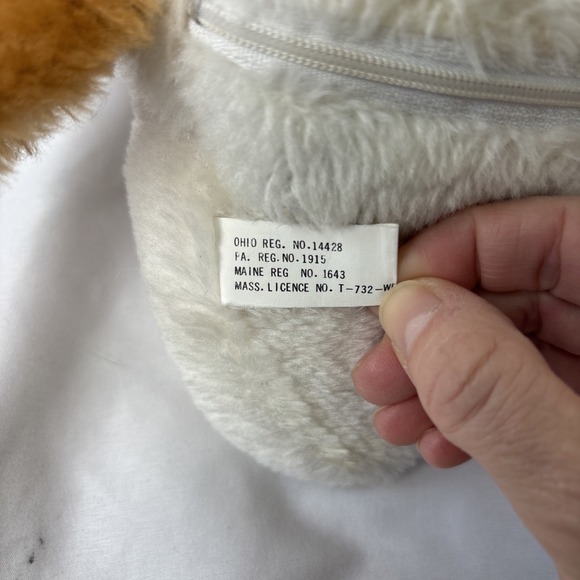 OHIO REG. NO.14428
PA. REG.NO.1915
MAINE REG NO. 1643
MASS. LICENCE NO. T-732-W